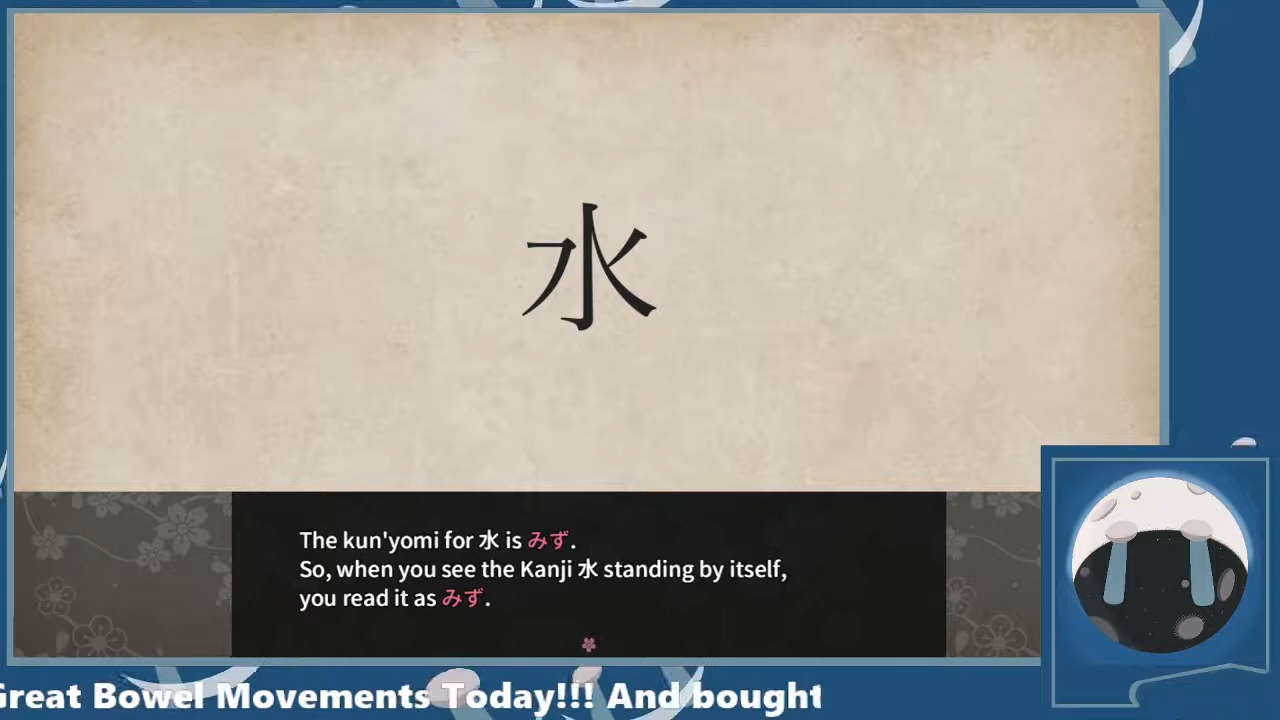 水
The kun'yomi for 水 is みず.
So, when you see the Kanji 水 standing by itself,
you read it as みず.
Great Bowel Movements Today!!! And bought